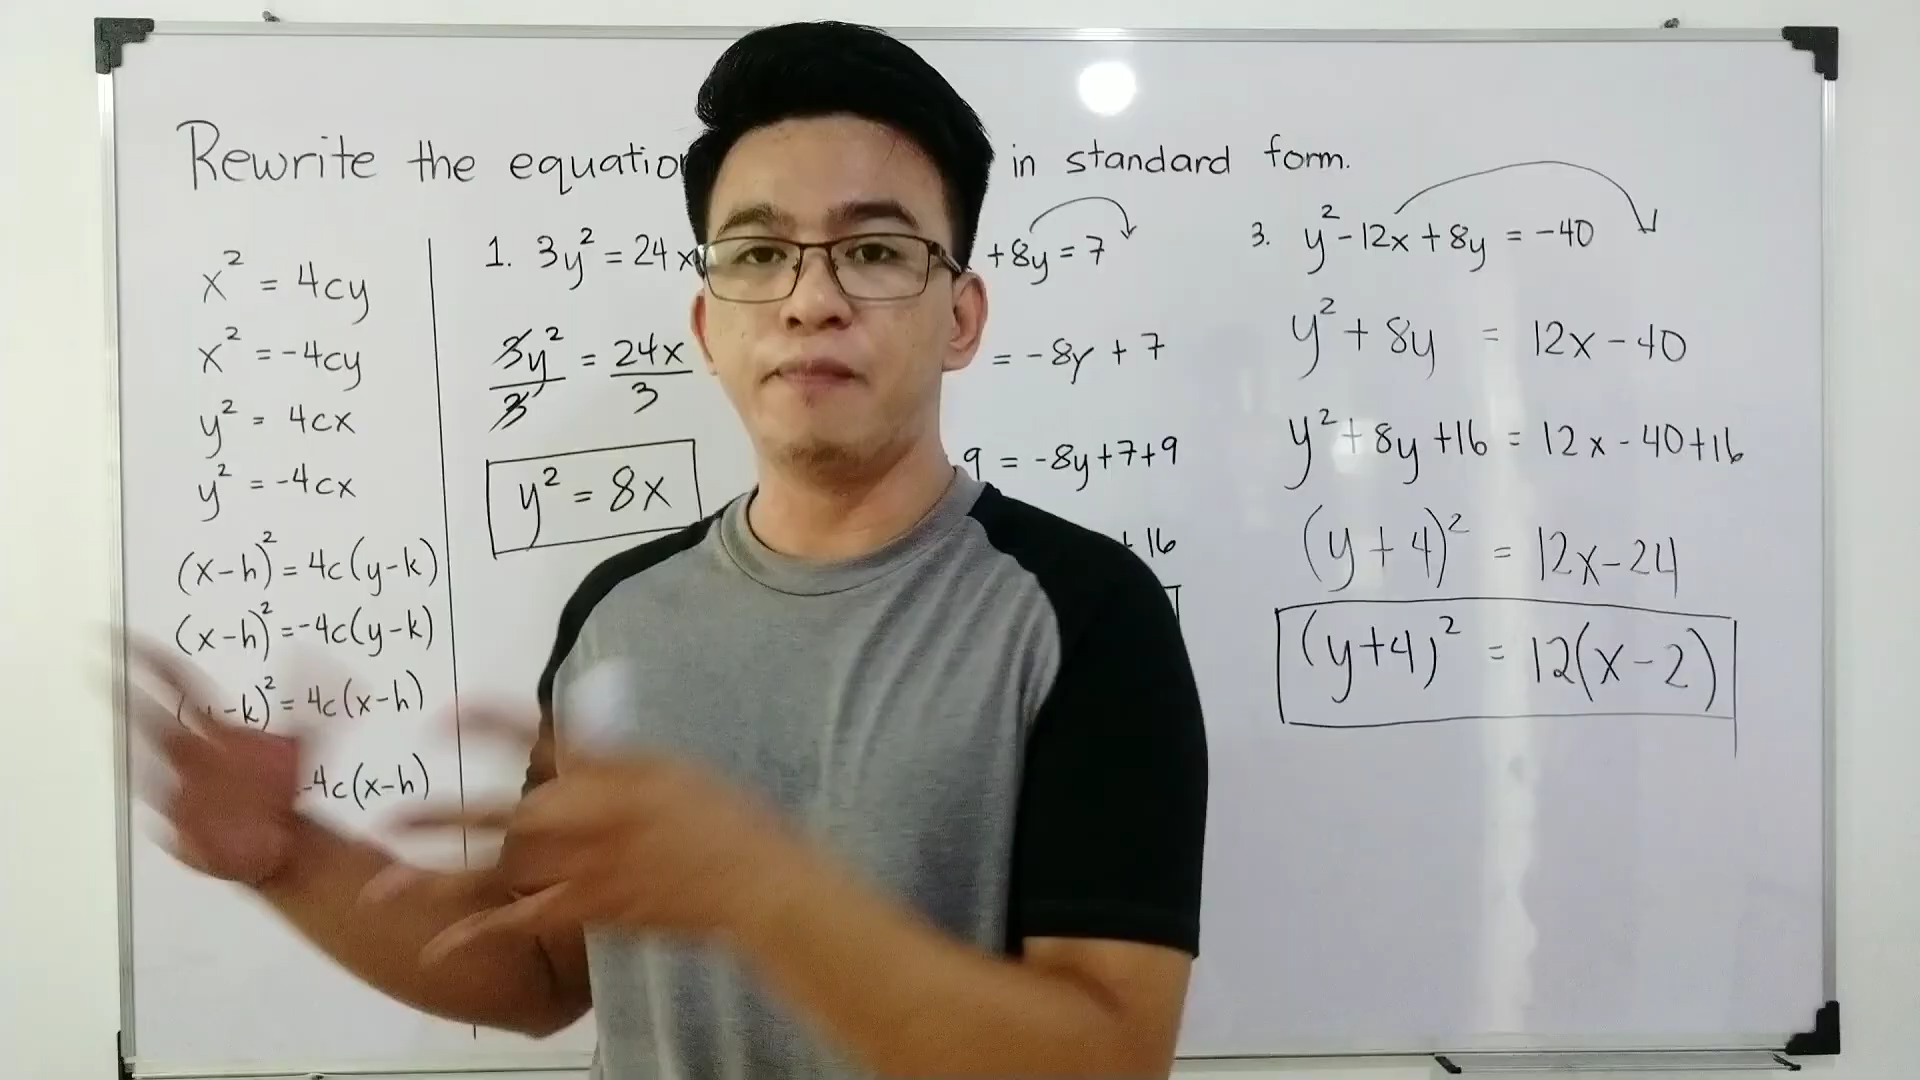 Rewrite the equation in standard form.
x² = 4cy
x² = -4cy
y² = 4cx
y² = -4cx
(x-h)² = 4c(y-k)
(x-h)² = -4c(y-k)
-k)² = 4c(x-h)
-4c(x-h)
1. 3y² = 24x
3y²/3 = 24x/3
y² = 8x
+8y = 7
= -8y + 7
9 = -8y+7+9
+16
3. y² - 12x + 8y = -40
y² + 8y = 12x - 40
y² + 8y + 16 = 12x - 40 + 16
(y + 4)² = 12x - 24
(y+4)² = 12(x-2)